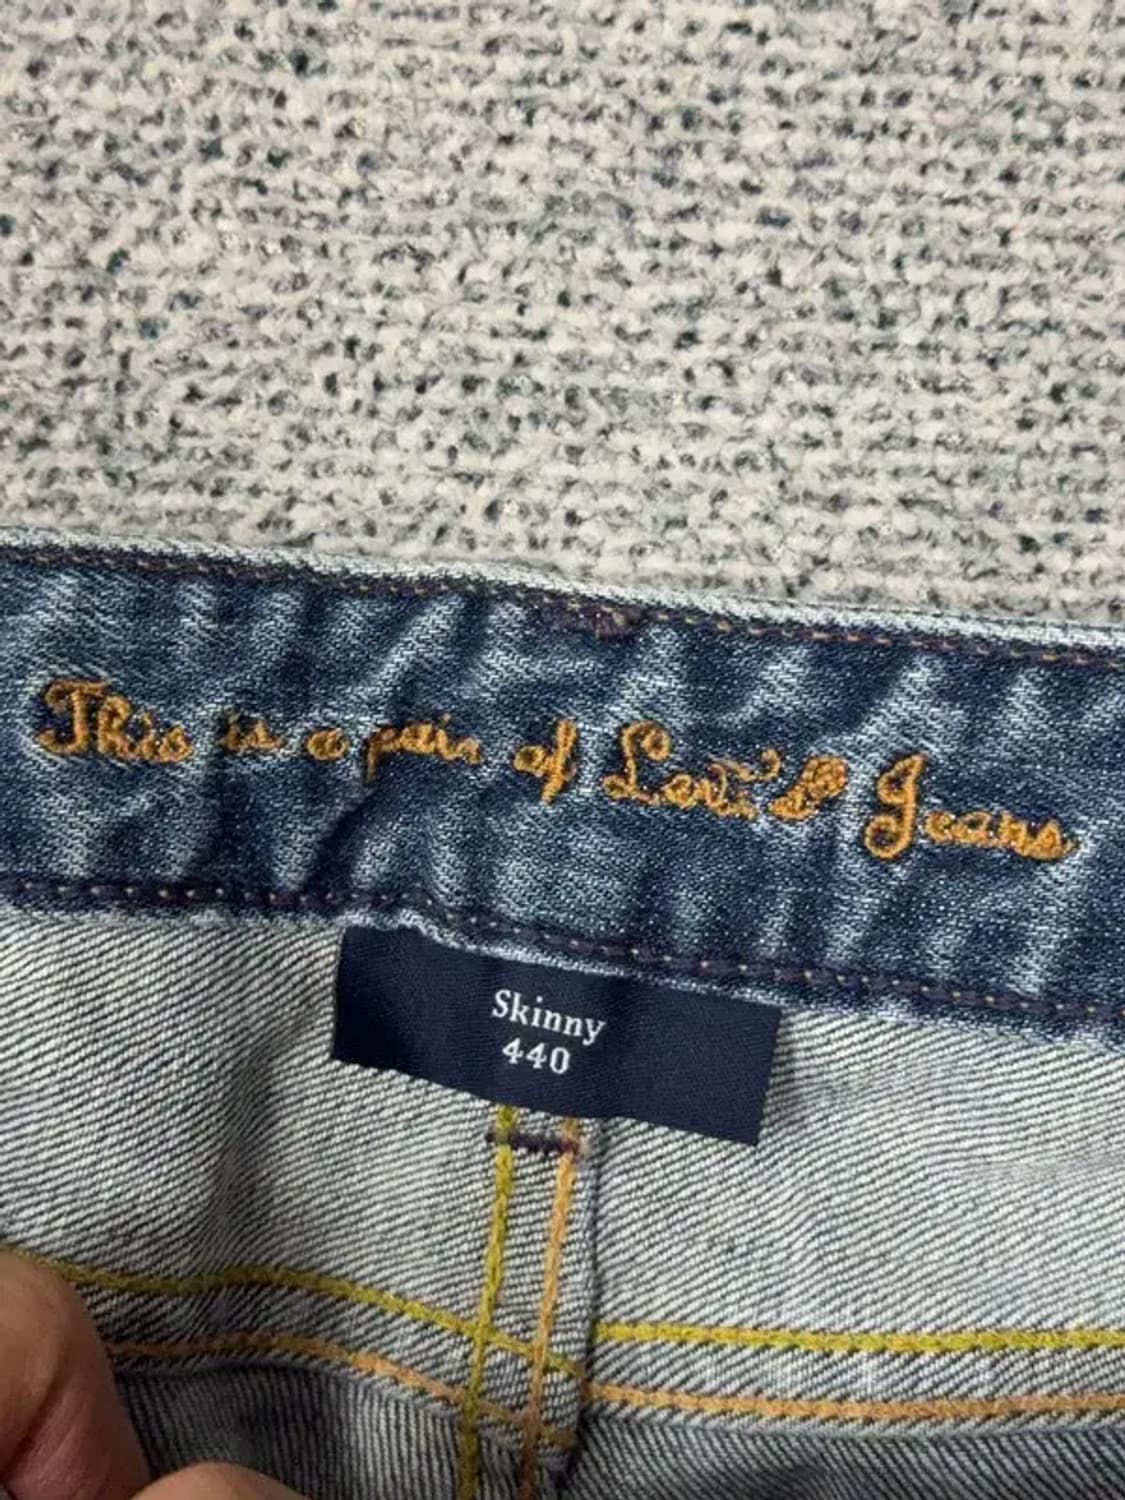 This is a pair of Levi's® Jeans
Skinny
440